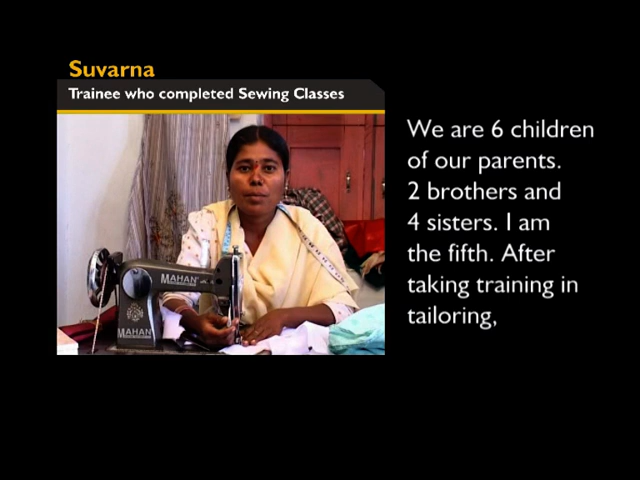 Suvarna
Trainee who completed Sewing Classes
We are 6 children
of our parents.
2 brothers and
4 sisters. I am
the fifth. After
taking training in
tailoring,
MAHAN
MAHAN